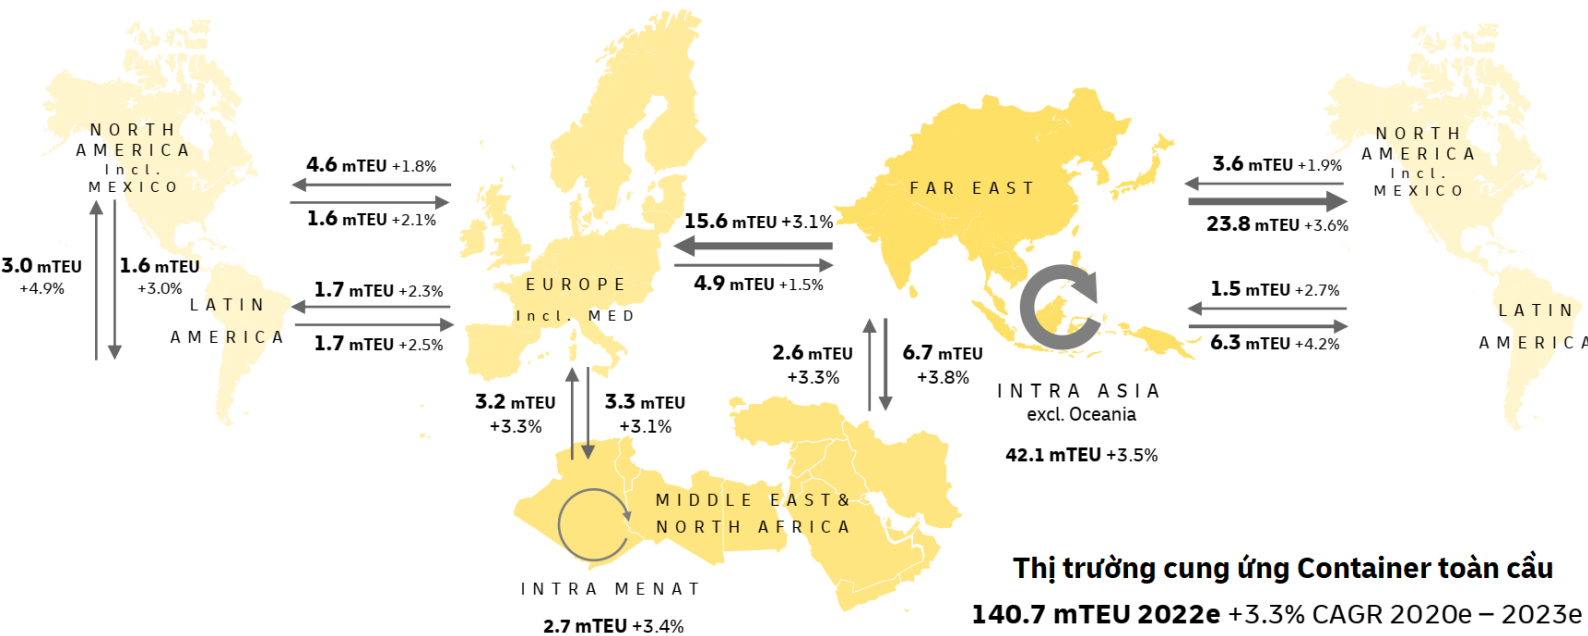 NORTH
AMERICA
Incl.
MEXICO
4.6 mTEU +1.8%
1.6 mTEU +2.1%
3.0 mTEU
+4.9%
1.6 mTEU
+3.0%
LATIN
AMERICA
1.7 mTEU +2.3%
1.7 mTEU +2.5%
EUROPE
Incl. MED
15.6 mTEU +3.1%
4.9 mTEU +1.5%
FAR EAST
3.6 mTEU +1.9%
23.8 mTEU +3.6%
NORTH
AMERICA
Incl.
MEXICO
1.5 mTEU +2.7%
6.3 mTEU +4.2%
LATIN
AMERICA
3.2 mTEU
+3.3%
3.3 mTEU
+3.1%
2.6 mTEU
+3.3%
6.7 mTEU
+3.8%
INTRA ASIA
excl. Oceania
42.1 mTEU +3.5%
MIDDLE EAST&
NORTH AFRICA
INTRA MENAT
2.7 mTEU +3.4%
Thị trường cung ứng Container toàn cầu
140.7 mTEU 2022e +3.3% CAGR 2020e – 2023e